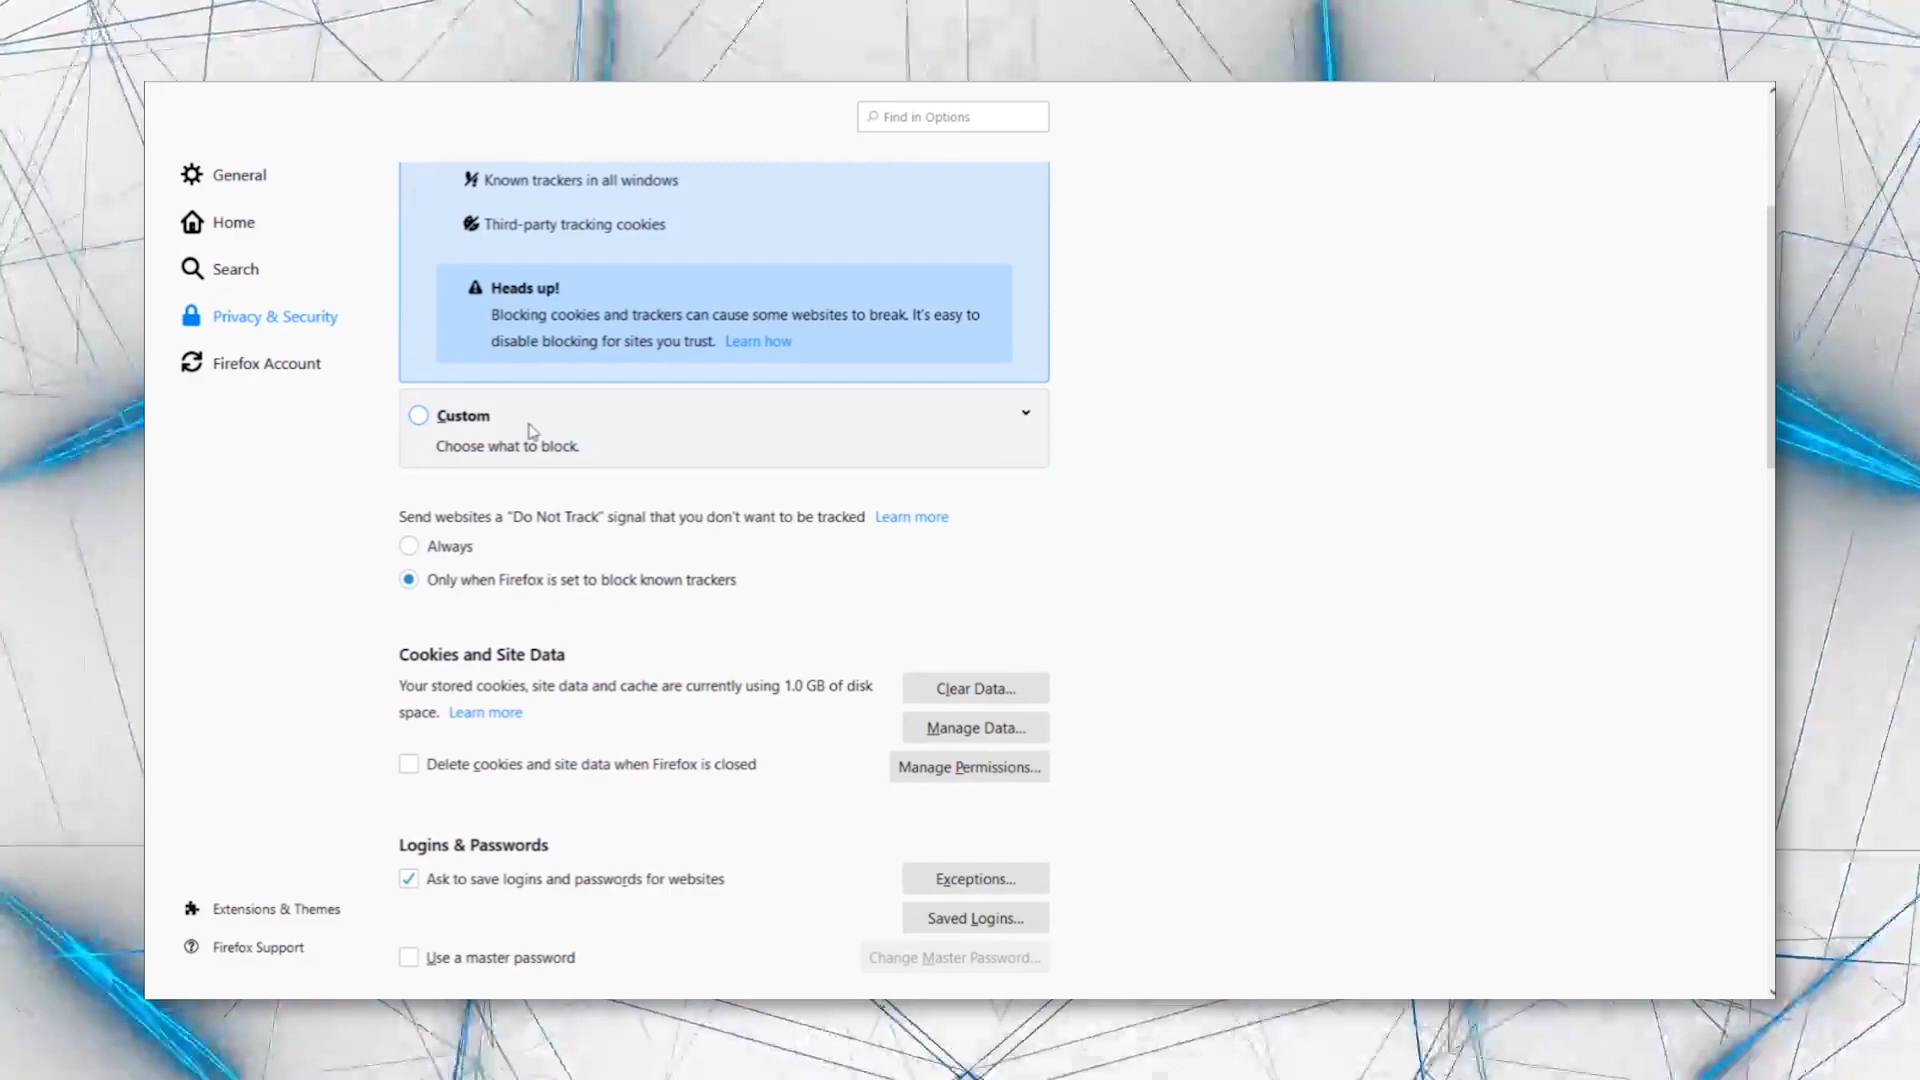 Find in Options
General
Home
Search
Privacy & Security
Firefox Account
Known trackers in all windows
Third-party tracking cookies
Heads up!
Blocking cookies and trackers can cause some websites to break. It's easy to
disable blocking for sites you trust. Learn how
Custom
Choose what to block.
Send websites a "Do Not Track" signal that you don't want to be tracked Learn more
Always
Only when Firefox is set to block known trackers
Cookies and Site Data
Your stored cookies, site data and cache are currently using 1.0 GB of disk
space. Learn more
Clear Data...
Manage Data...
Delete cookies and site data when Firefox is closed
Manage Permissions...
Logins & Passwords
Ask to save logins and passwords for websites
Exceptions...
Saved Logins...
Use a master password
Change Master Password...
Extensions & Themes
Firefox Support